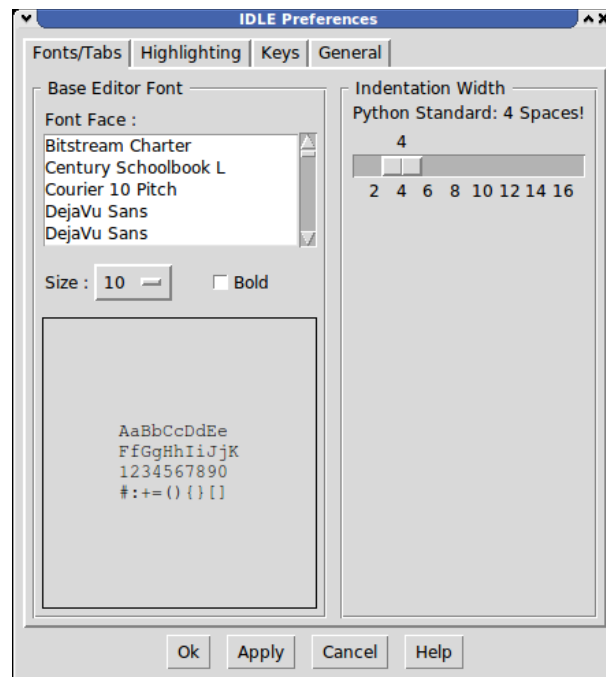 IDLE Preferences
Fonts/Tabs Highlighting Keys General
Base Editor Font
Font Face :
Bitstream Charter
Century Schoolbook L
Courier 10 Pitch
DejaVu Sans
DejaVu Sans
Size : 10 Bold
AaBbCcDdEe
FfGgHhIiJjK
1234567890
#:+=(){}[]
Indentation Width
Python Standard: 4 Spaces!
4
2 4 6 8 10 12 14 16
Ok Apply Cancel Help